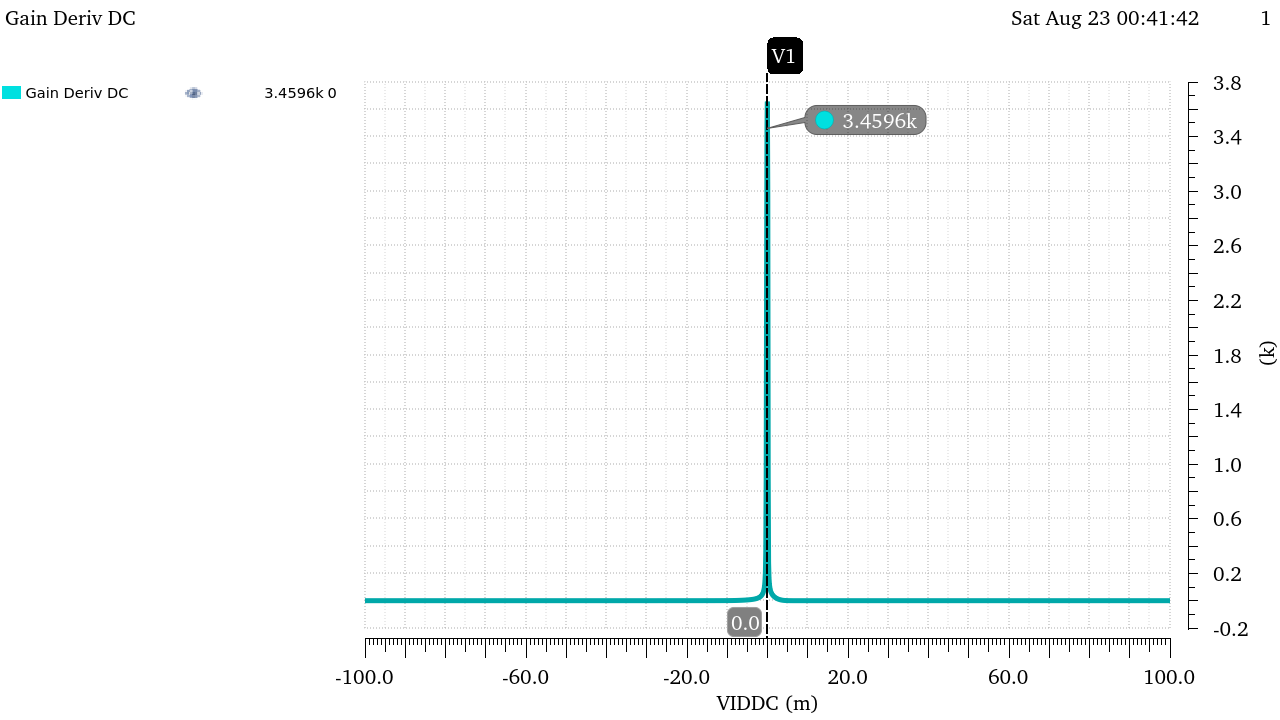 Gain Deriv DC
Sat Aug 23 00:41:42 1
V1
Gain Deriv DC 3.4596k 0
3.4596k
3.8
3.4
3.0
2.6
2.2
1.8
1.4
1.0
0.6
0.2
-0.2
(k)
0.0
-100.0 -60.0 -20.0 20.0 60.0 100.0
VIDDC (m)